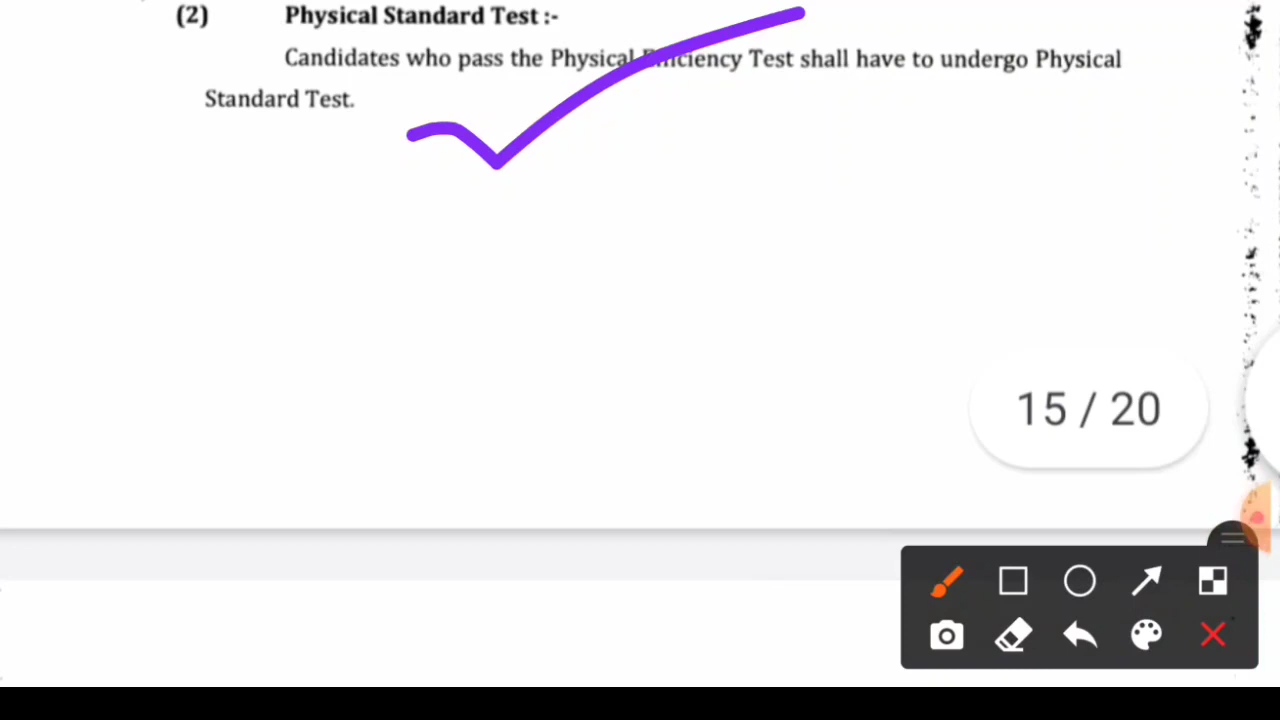 (2) Physical Standard Test :-
Candidates who pass the Physical Efficiency Test shall have to undergo Physical
Standard Test.
15 / 20